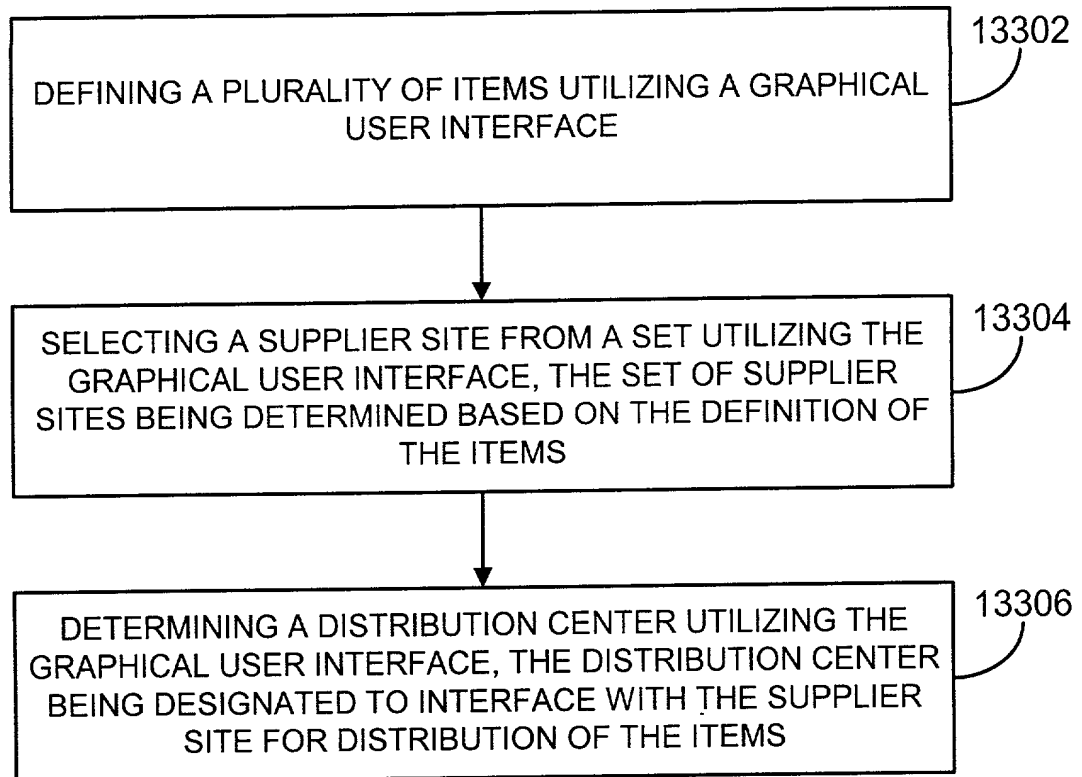 13302
DEFINING A PLURALITY OF ITEMS UTILIZING A GRAPHICAL
USER INTERFACE
13304
SELECTING A SUPPLIER SITE FROM A SET UTILIZING THE
GRAPHICAL USER INTERFACE, THE SET OF SUPPLIER
SITES BEING DETERMINED BASED ON THE DEFINITION OF
THE ITEMS
13306
DETERMINING A DISTRIBUTION CENTER UTILIZING THE
GRAPHICAL USER INTERFACE, THE DISTRIBUTION CENTER
BEING DESIGNATED TO INTERFACE WITH THE SUPPLIER
SITE FOR DISTRIBUTION OF THE ITEMS